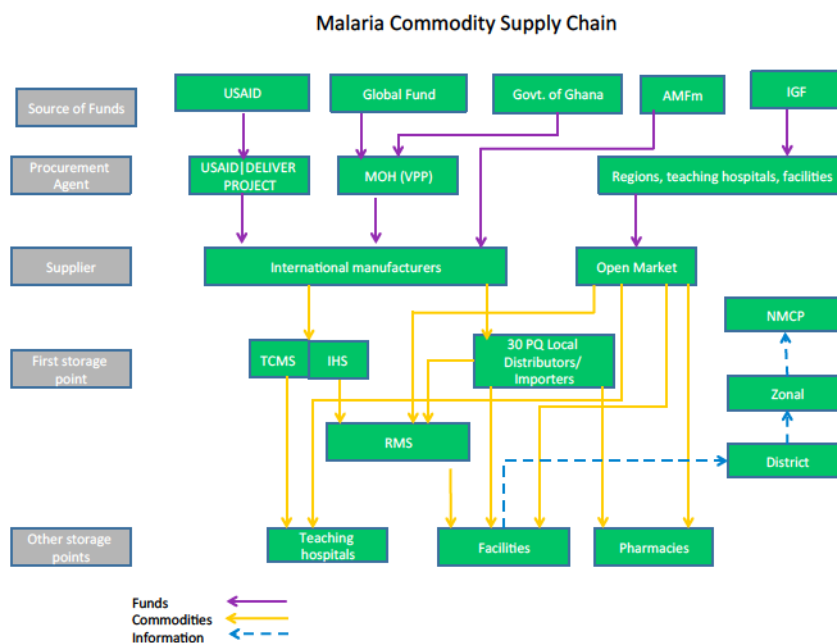 Malaria Commodity Supply Chain
Source of Funds
USAID
Global Fund
Govt. of Ghana
AMFm
IGF
Procurement
Agent
USAID|DELIVER
PROJECT
MOH (VPP)
Regions, teaching hospitals, facilities
Supplier
International manufacturers
Open Market
NMCP
First storage
point
TCMS
IHS
30 PQ Local
Distributors/
Importers
Zonal
RMS
District
Other storage
points
Teaching
hospitals
Facilities
Pharmacies
Funds
Commodities
Information